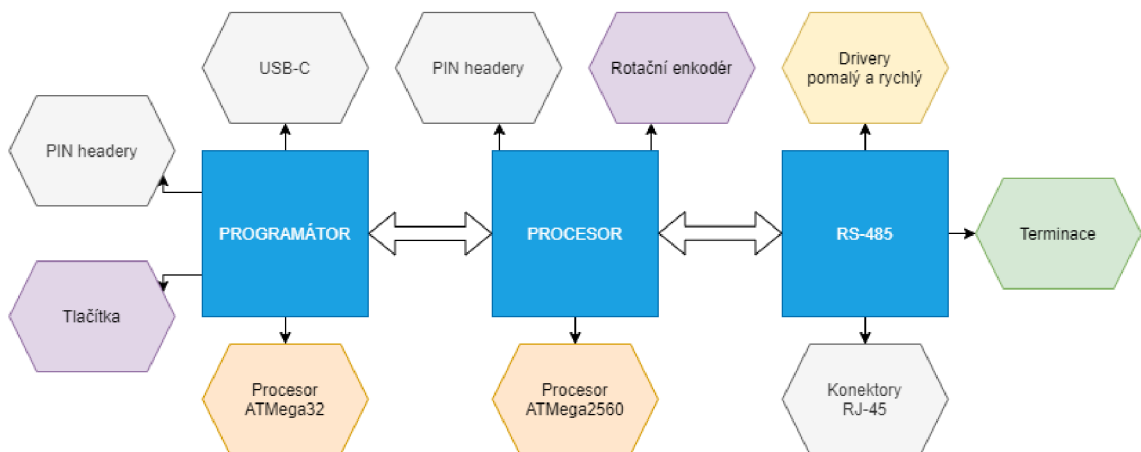 USB-C
PIN headery
Rotační enkodér
Drivery
pomalý a rychlý
PIN headery
PROGRAMÁTOR
PROCESOR
RS-485
Terminace
Tlačítka
Procesor
ATMega32
Procesor
ATMega2560
Konektory
RJ-45